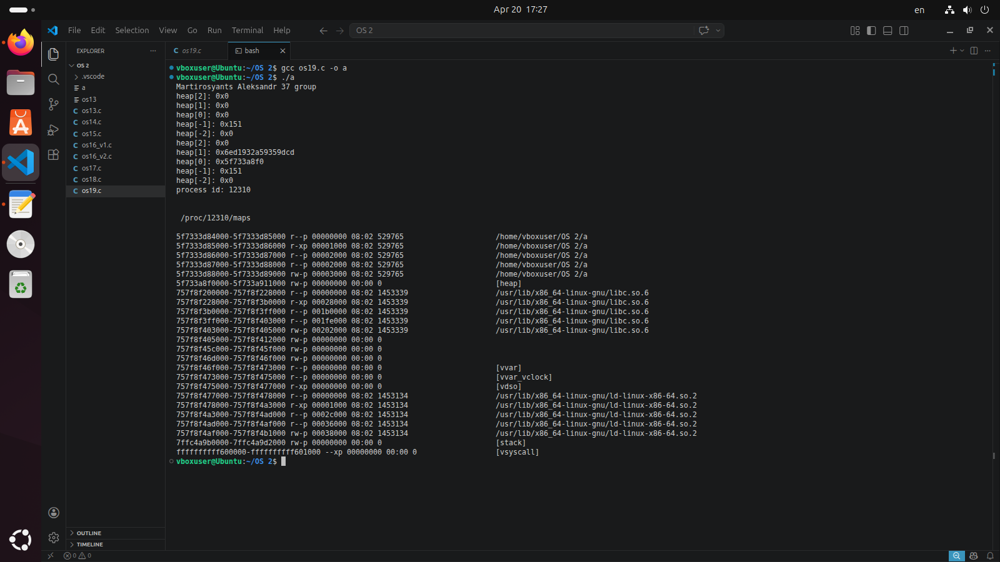 Apr 20 17:27
en
File Edit Selection View Go Run Terminal Help
OS 2
EXPLORER
os19.c
bash
OS 2
.vscode
a
os13
os13.c
os14.c
os15.c
os16_v1.c
os16_v2.c
os17.c
os18.c
os19.c
vboxuser@Ubuntu:~/OS 2$ gcc os19.c -o a
vboxuser@Ubuntu:~/OS 2$ ./a
Martirosyants Aleksandr 37 group
heap[2]: 0x0
heap[1]: 0x0
heap[0]: 0x0
heap[-1]: 0x151
heap[-2]: 0x0
heap[2]: 0x0
heap[1]: 0x6ed1932a59359dcd
heap[0]: 0x5f733a8f0
heap[-1]: 0x151
heap[-2]: 0x0
process id: 12310
/proc/12310/maps
5f7333d84000-5f7333d85000 r--p 00000000 08:02 529765 /home/vboxuser/OS 2/a
5f7333d85000-5f7333d86000 r-xp 00001000 08:02 529765 /home/vboxuser/OS 2/a
5f7333d86000-5f7333d87000 r--p 00002000 08:02 529765 /home/vboxuser/OS 2/a
5f7333d87000-5f7333d88000 r--p 00002000 08:02 529765 /home/vboxuser/OS 2/a
5f7333d88000-5f7333d89000 rw-p 00003000 08:02 529765 /home/vboxuser/OS 2/a
5f733a8f0000-5f733a911000 rw-p 00000000 00:00 0 [heap]
757f8f200000-757f8f228000 r--p 00000000 08:02 1453339 /usr/lib/x86_64-linux-gnu/libc.so.6
757f8f228000-757f8f3b0000 r-xp 00028000 08:02 1453339 /usr/lib/x86_64-linux-gnu/libc.so.6
757f8f3b0000-757f8f3ff000 r--p 001b0000 08:02 1453339 /usr/lib/x86_64-linux-gnu/libc.so.6
757f8f3ff000-757f8f403000 r--p 001fe000 08:02 1453339 /usr/lib/x86_64-linux-gnu/libc.so.6
757f8f403000-757f8f405000 rw-p 00202000 08:02 1453339 /usr/lib/x86_64-linux-gnu/libc.so.6
757f8f405000-757f8f412000 rw-p 00000000 00:00 0
757f8f45c000-757f8f45f000 rw-p 00000000 00:00 0
757f8f46d000-757f8f46f000 rw-p 00000000 00:00 0
757f8f46f000-757f8f473000 r--p 00000000 00:00 0 [vvar]
757f8f473000-757f8f475000 r--p 00000000 00:00 0 [vvar_vclock]
757f8f475000-757f8f477000 r-xp 00000000 00:00 0 [vdso]
757f8f477000-757f8f478000 r--p 00000000 08:02 1453134 /usr/lib/x86_64-linux-gnu/ld-linux-x86-64.so.2
757f8f478000-757f8f4a3000 r-xp 00001000 08:02 1453134 /usr/lib/x86_64-linux-gnu/ld-linux-x86-64.so.2
757f8f4a3000-757f8f4ad000 r--p 0002c000 08:02 1453134 /usr/lib/x86_64-linux-gnu/ld-linux-x86-64.so.2
757f8f4ad000-757f8f4af000 r--p 00036000 08:02 1453134 /usr/lib/x86_64-linux-gnu/ld-linux-x86-64.so.2
757f8f4af000-757f8f4b1000 rw-p 00038000 08:02 1453134 /usr/lib/x86_64-linux-gnu/ld-linux-x86-64.so.2
7ffc4a9b0000-7ffc4a9d2000 rw-p 00000000 00:00 0 [stack]
ffffffffff600000-ffffffffff601000 --xp 00000000 00:00 0 [vsyscall]
vboxuser@Ubuntu:~/OS 2$
OUTLINE
TIMELINE
0 0